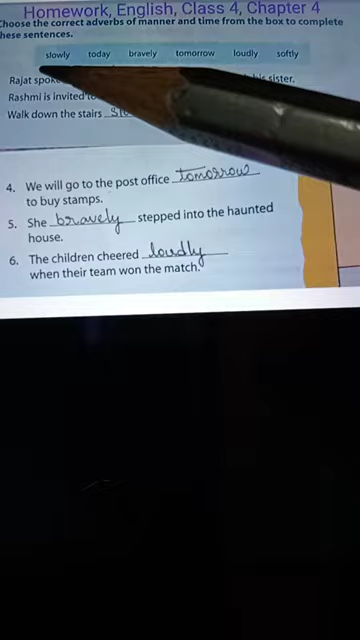 Homework, English, Class 4, Chapter 4
Choose the correct adverbs of manner and time from the box to complete
these sentences.
slowly today bravely tomorrow loudly softly
Rajat spoke sister.
Rashmi is invited to
Walk down the stairs
4. We will go to the post office tomorrow
to buy stamps.
5. She bravely stepped into the haunted
house.
6. The children cheered loudly
when their team won the match.